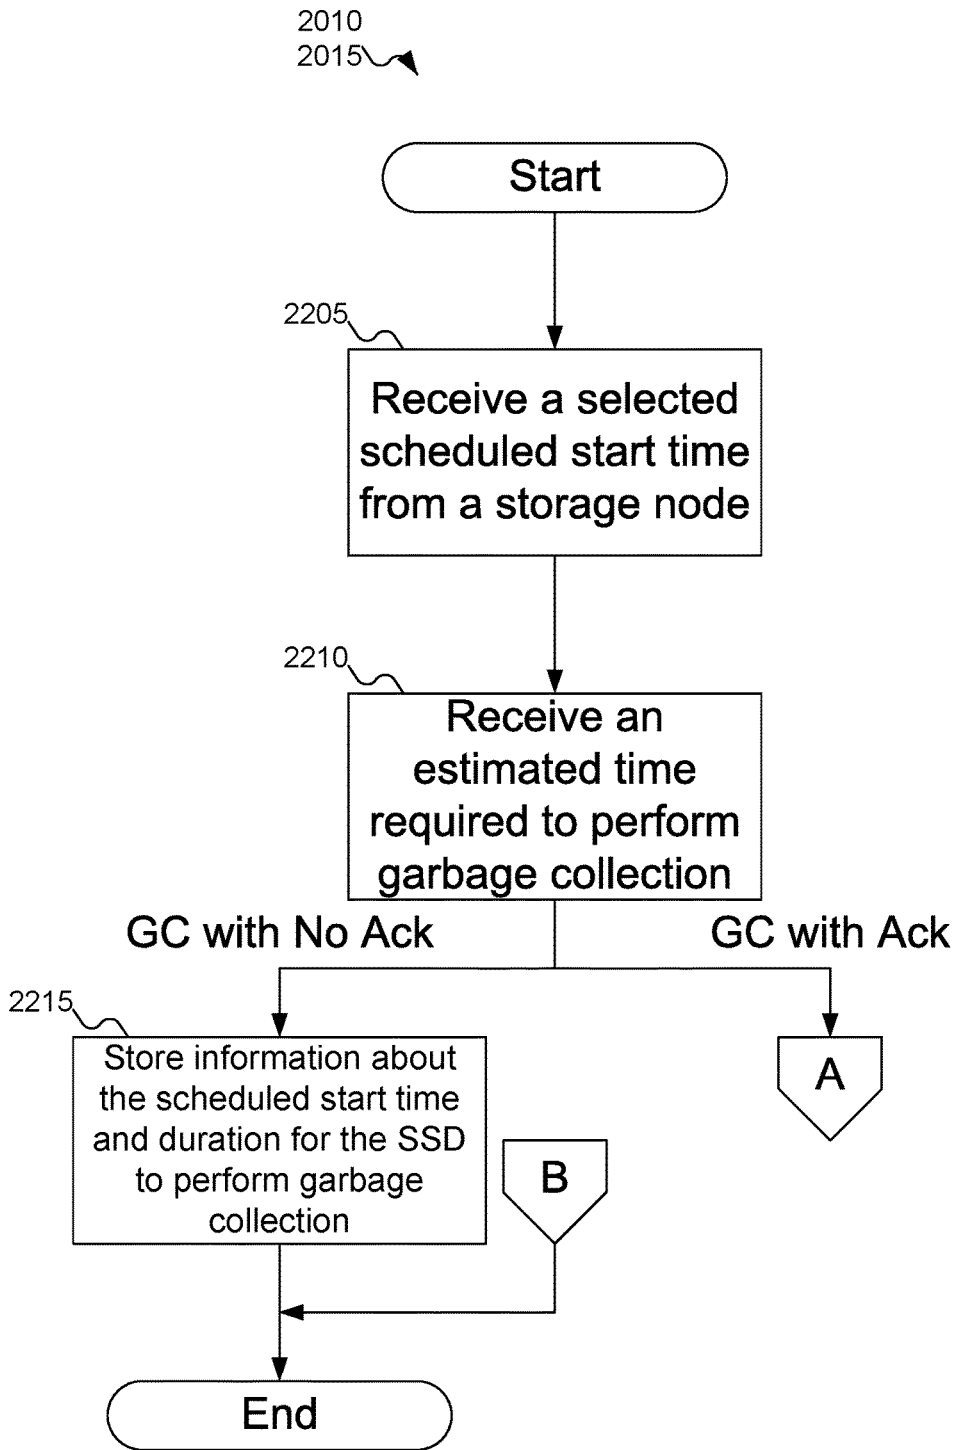 2010
2015
Start
2205
Receive a selected
scheduled start time
from a storage node
2210
Receive an
estimated time
required to perform
garbage collection
GC with No Ack
GC with Ack
2215
Store information about
the scheduled start time
and duration for the SSD
to perform garbage
collection
A
B
End